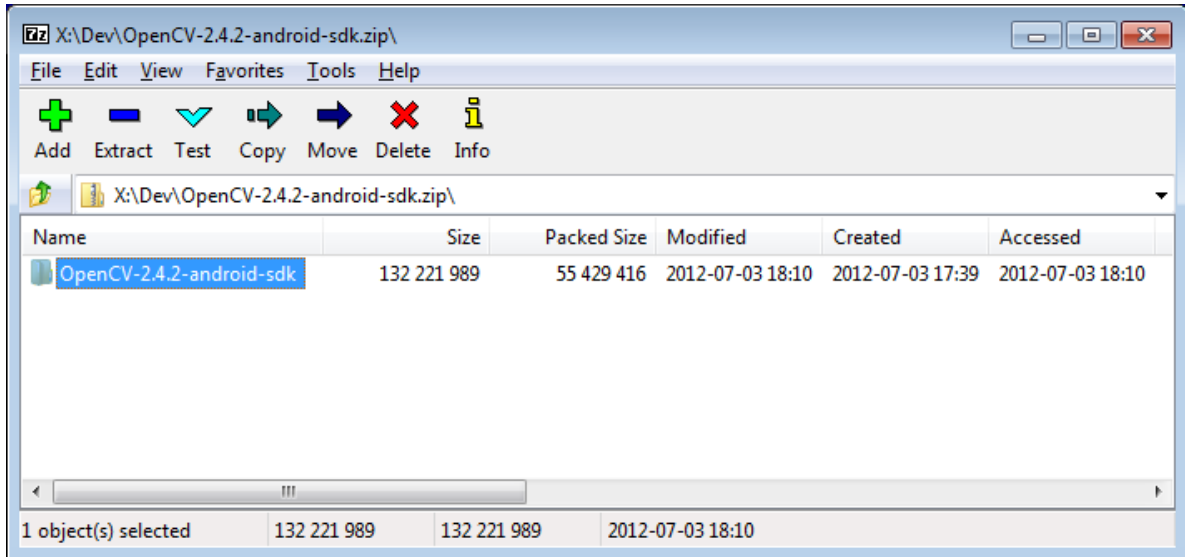 7z X:\Dev\OpenCV-2.4.2-android-sdk.zip\
File Edit View Favorites Tools Help
Add Extract Test Copy Move Delete Info
X:\Dev\OpenCV-2.4.2-android-sdk.zip\
Name Size Packed Size Modified Created Accessed
OpenCV-2.4.2-android-sdk 132 221 989 55 429 416 2012-07-03 18:10 2012-07-03 17:39 2012-07-03 18:10
1 object(s) selected 132 221 989 132 221 989 2012-07-03 18:10